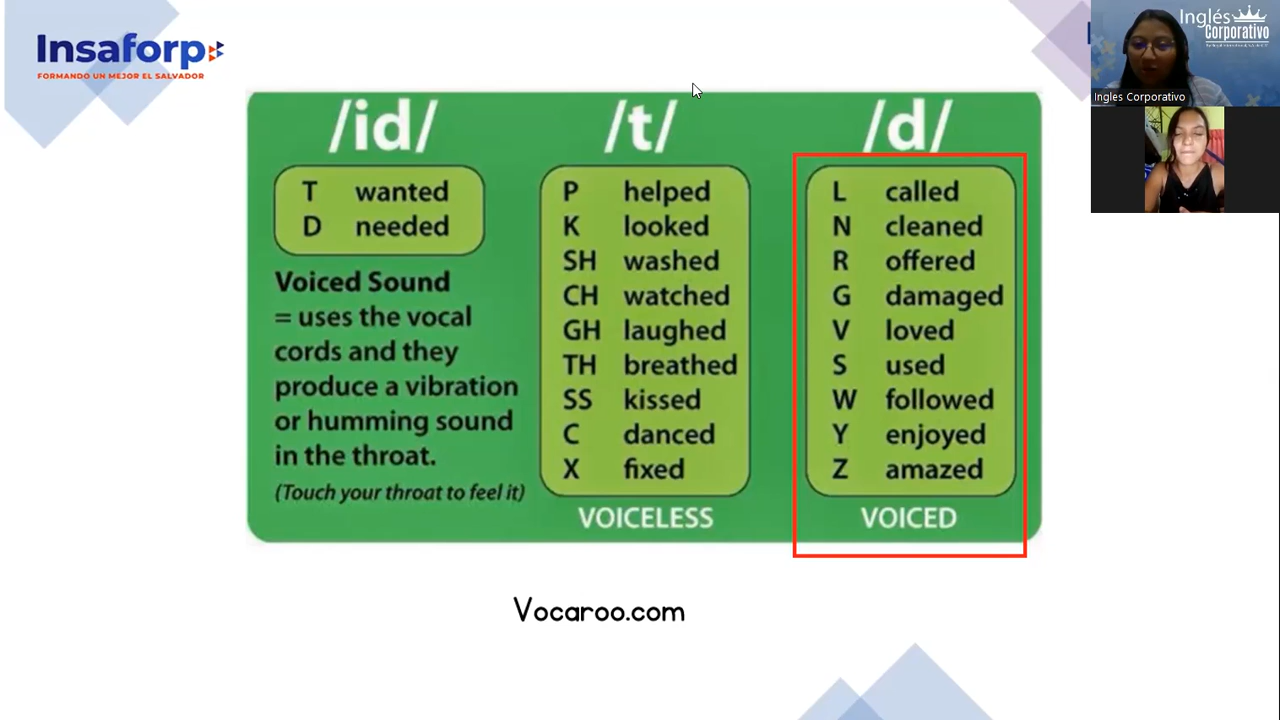 Insaforp
FORMANDO UN MEJOR EL SALVADOR
/id/
T wanted
D needed
Voiced Sound
= uses the vocal
cords and they
produce a vibration
or humming sound
in the throat.
(Touch your throat to feel it)
/t/
P helped
K looked
SH washed
CH watched
GH laughed
TH breathed
SS kissed
C danced
X fixed
VOICELESS
/d/
L called
N cleaned
R offered
G damaged
V loved
S used
W followed
Y enjoyed
Z amazed
VOICED
Vocaroo.com
Inglés
Corporativo
Ingles Corporativo